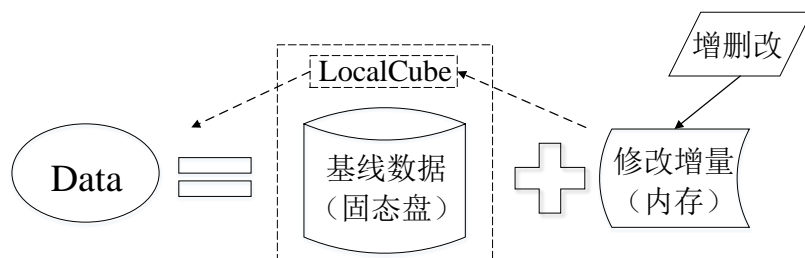 增删改
LocalCube
Data
基线数据
（固态盘）
修改增量
（内存）